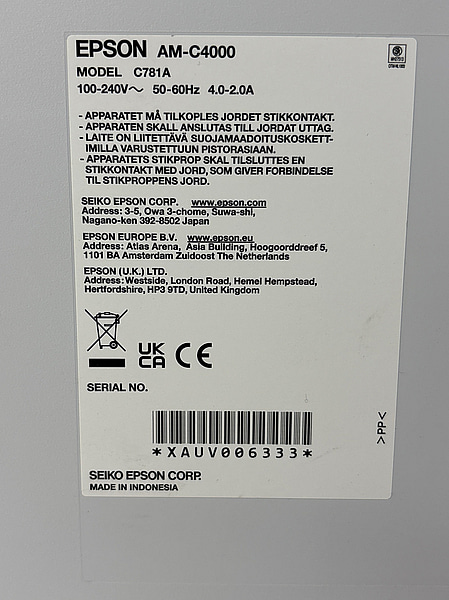 EPSON AM-C4000
MODEL C781A
100-240V～ 50-60Hz 4.0-2.0A
- APPARATET MÅ TILKOPLES JORDET STIKKONTAKT.
- APPARATEN SKALL ANSLUTAS TILL JORDAT UTTAG.
- LAITE ON LIITETTÄVÄ SUOJAMAADOITUSKOSKETT-
IMILLA VARUSTETTUUN PISTORASIAAN.
- APPARATETS STIKPROP SKAL TILSLUTTES EN
STIKKONTAKT MED JORD, SOM GIVER FORBINDELSE
TIL STIKPROPPENS JORD.
SEIKO EPSON CORP. www.epson.com
Address: 3-5, Owa 3-chome, Suwa-shi,
Nagano-ken 392-8502 Japan
EPSON EUROPE B.V. www.epson.eu
Address: Atlas Arena, Asia Building, Hoogoorddreef 5,
1101 BA Amsterdam Zuidoost The Netherlands
EPSON (U.K.) LTD.
Address: Westside, London Road, Hemel Hempstead,
Hertfordshire, HP3 9TD, United Kingdom
UK
CA CE
SERIAL NO.
*XAUV006333*
>PP<
SEIKO EPSON CORP.
MADE IN INDONESIA